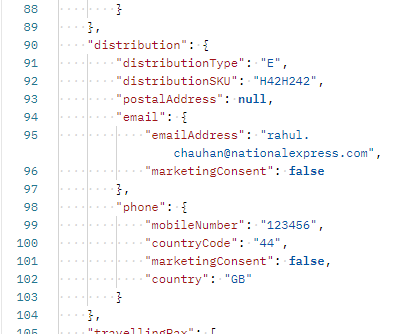 88 }
89 },
90 "distribution": {
91 "distributionType": "E",
92 "distributionSKU": "H42H242",
93 "postalAddress": null,
94 "email": {
95 "emailAddress": "rahul.
chauhan@nationalexpress.com",
96 "marketingConsent": false
97 },
98 "phone": {
99 "mobileNumber": "123456",
100 "countryCode": "44",
101 "marketingConsent": false,
102 "country": "GB"
103 }
104 },
105 "travellingPax": [